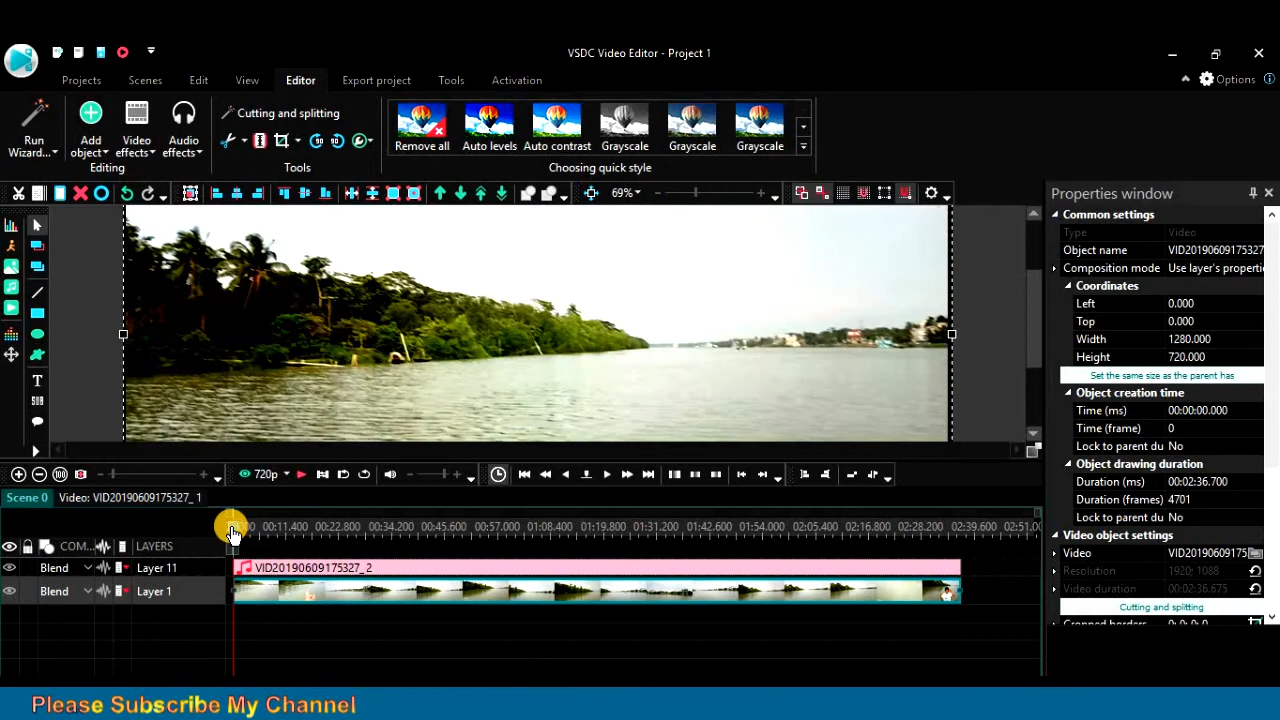 VSDC Video Editor - Project 1
Projects Scenes Edit View Editor Export project Tools Activation Options
Run Wizard... Add object Video effects Audio effects Editing
Cutting and splitting Tools
Remove all Auto levels Auto contrast Grayscale Grayscale Grayscale
Choosing quick style
69%
Properties window
Common settings
Type Video
Object name VID20190609175327
Composition mode Use layer's properti
Coordinates
Left 0.000
Top 0.000
Width 1280.000
Height 720.000
Set the same size as the parent has
Object creation time
Time (ms) 00:00:00.000
Time (frame) 0
Lock to parent du No
Object drawing duration
Duration (ms) 00:02:36.700
Duration (frames) 4701
Lock to parent du No
Video object settings
Video VID20190609175327
Resolution 1920; 1088
Video duration 00:02:36.675
Cutting and splitting
Cropped borders 0; 0; 0; 0
720p
Scene 0 Video: VID20190609175327_ 1
00:11.400 00:22.800 00:34.200 00:45.600 00:57.000 01:08.400 01:19.800 01:31.200 01:42.600 01:54.000 02:05.400 02:16.800 02:28.200 02:39.600 02:51.00
COM... LAYERS
Blend Layer 11 VID20190609175327_2
Blend Layer 1
Please Subscribe My Channel